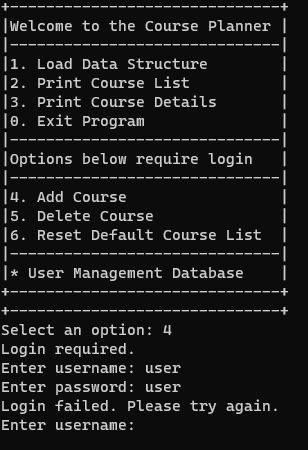 +------------------------------+
|Welcome to the Course Planner |
|------------------------------|
|1. Load Data Structure        |
|2. Print Course List          |
|3. Print Course Details       |
|0. Exit Program               |
|------------------------------|
|Options below require login   |
|------------------------------|
|4. Add Course                 |
|5. Delete Course              |
|6. Reset Default Course List  |
|------------------------------|
|* User Management Database    |
+------------------------------+
+------------------------------+
Select an option: 4
Login required.
Enter username: user
Enter password: user
Login failed. Please try again.
Enter username: